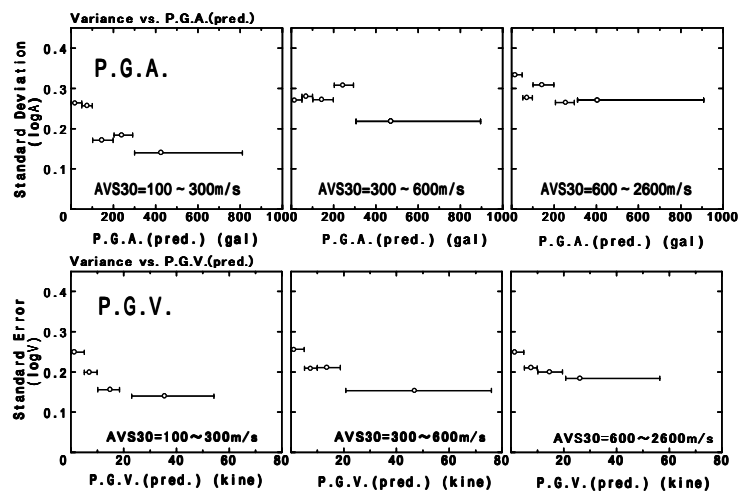 Variance vs. P.G.A.(pred.)
Standard Deviation
(logA)
0.4
0.3
0.2
0.1
P.G.A.
AVS30=100~300m/s
AVS30=300~600m/s
AVS30=600~2600m/s
0 200 400 600 800 1000 200 400 600 800 1000 200 400 600 800 1000
P.G.A.(pred.) (gal)
P.G.A.(pred.) (gal)
P.G.A.(pred.) (gal)
Variance vs. P.G.V.(pred.)
Standard Error
(logV)
0.4
0.3
0.2
0.1
P.G.V.
AVS30=100~300m/s
AVS30=300~600m/s
AVS30=600~2600m/s
0 20 40 60 80 20 40 60 80 20 40 60 80
P.G.V.(pred.) (kine)
P.G.V.(pred.) (kine)
P.G.V.(pred.) (kine)